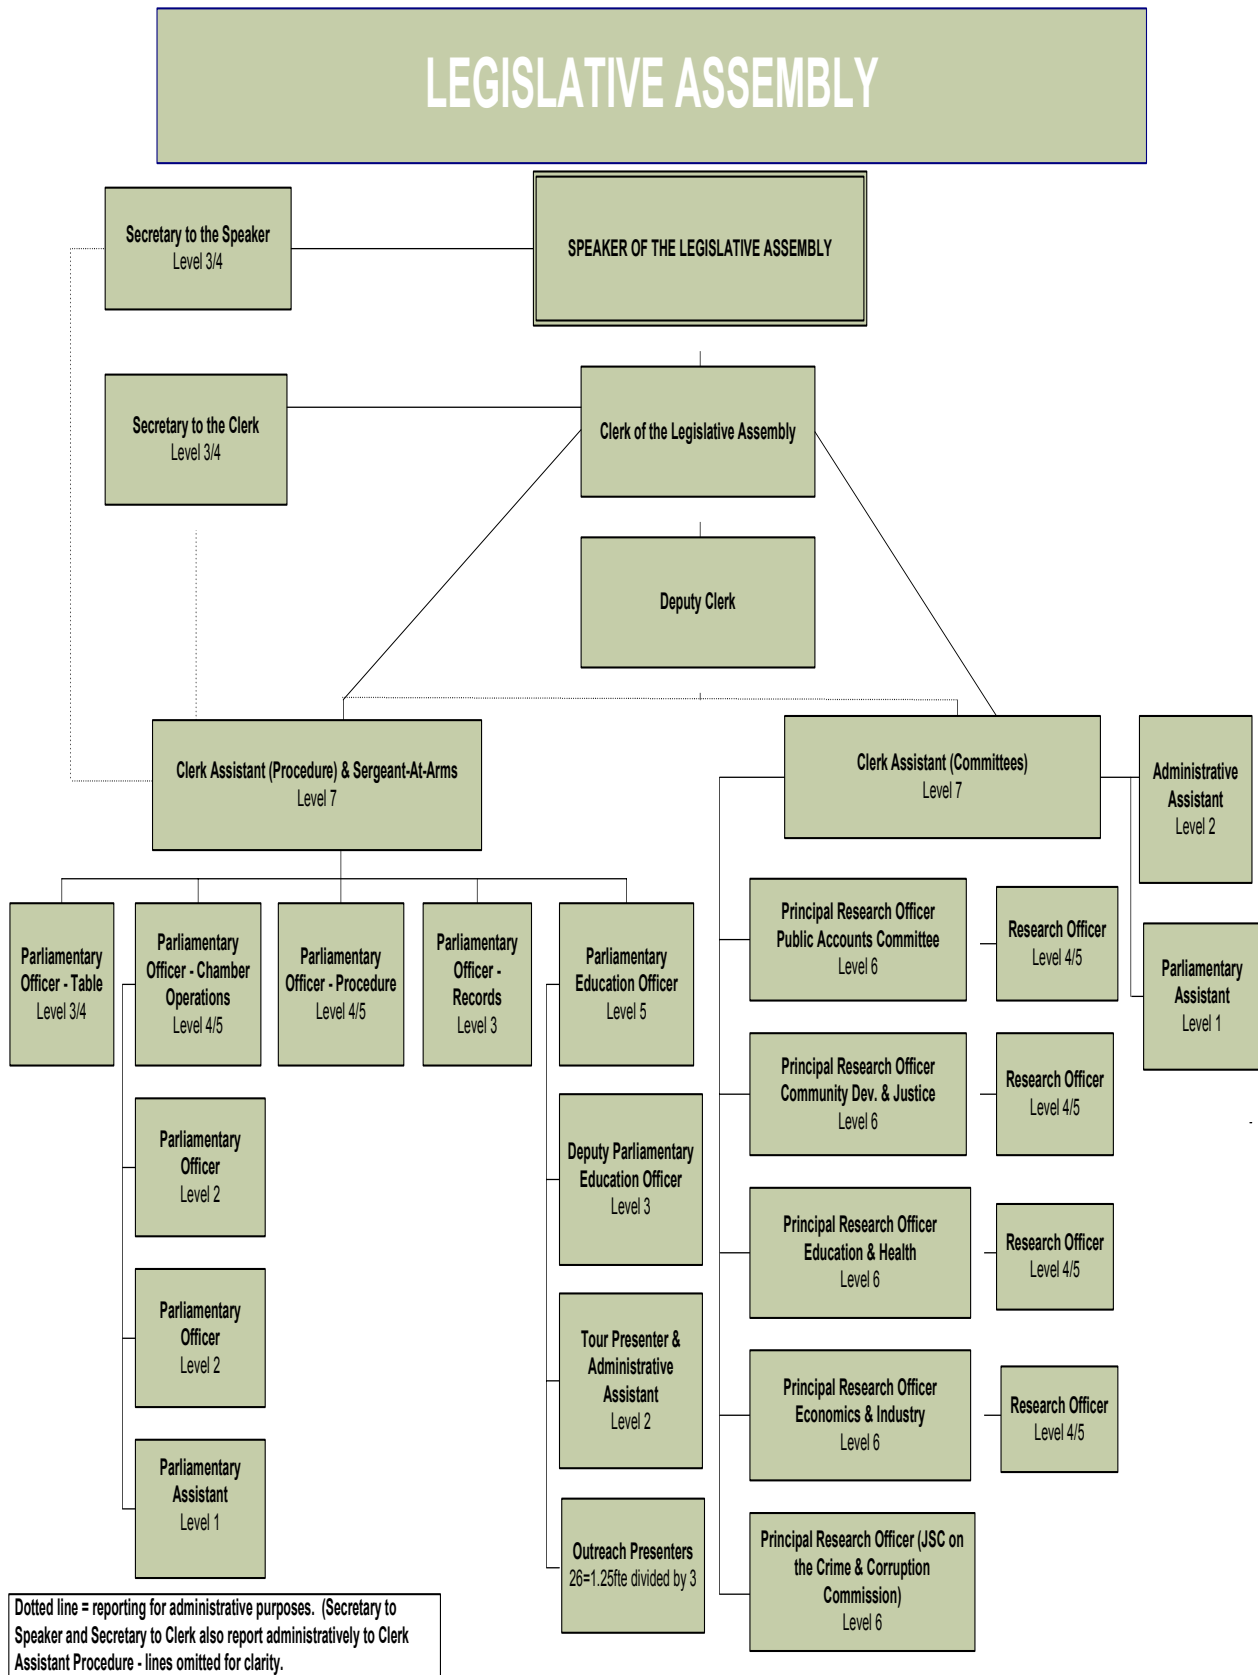 LEGISLATIVE ASSEMBLY
Secretary to the Speaker
Level 3/4
SPEAKER OF THE LEGISLATIVE ASSEMBLY
Secretary to the Clerk
Level 3/4
Clerk of the Legislative Assembly
Deputy Clerk
Clerk Assistant (Procedure) & Sergeant-At-Arms
Level 7
Clerk Assistant (Committees)
Level 7
Administrative
Assistant
Level 2
Parliamentary
Officer - Table
Level 3/4
Parliamentary
Officer - Chamber
Operations
Level 4/5
Parliamentary
Officer - Procedure
Level 4/5
Parliamentary
Officer -
Records
Level 3
Parliamentary
Education Officer
Level 5
Principal Research Officer
Public Accounts Committee
Level 6
Research Officer
Level 4/5
Parliamentary
Assistant
Level 1
Parliamentary
Officer
Level 2
Deputy Parliamentary
Education Officer
Level 3
Principal Research Officer
Community Dev. & Justice
Level 6
Research Officer
Level 4/5
Principal Research Officer
Education & Health
Level 6
Research Officer
Level 4/5
Parliamentary
Officer
Level 2
Tour Presenter &
Administrative
Assistant
Level 2
Principal Research Officer
Economics & Industry
Level 6
Research Officer
Level 4/5
Parliamentary
Assistant
Level 1
Outreach Presenters
26=1.25fte divided by 3
Principal Research Officer (JSC on
the Crime & Corruption
Commission)
Level 6
Dotted line = reporting for administrative purposes. (Secretary to
Speaker and Secretary to Clerk also report administratively to Clerk
Assistant Procedure - lines omitted for clarity.